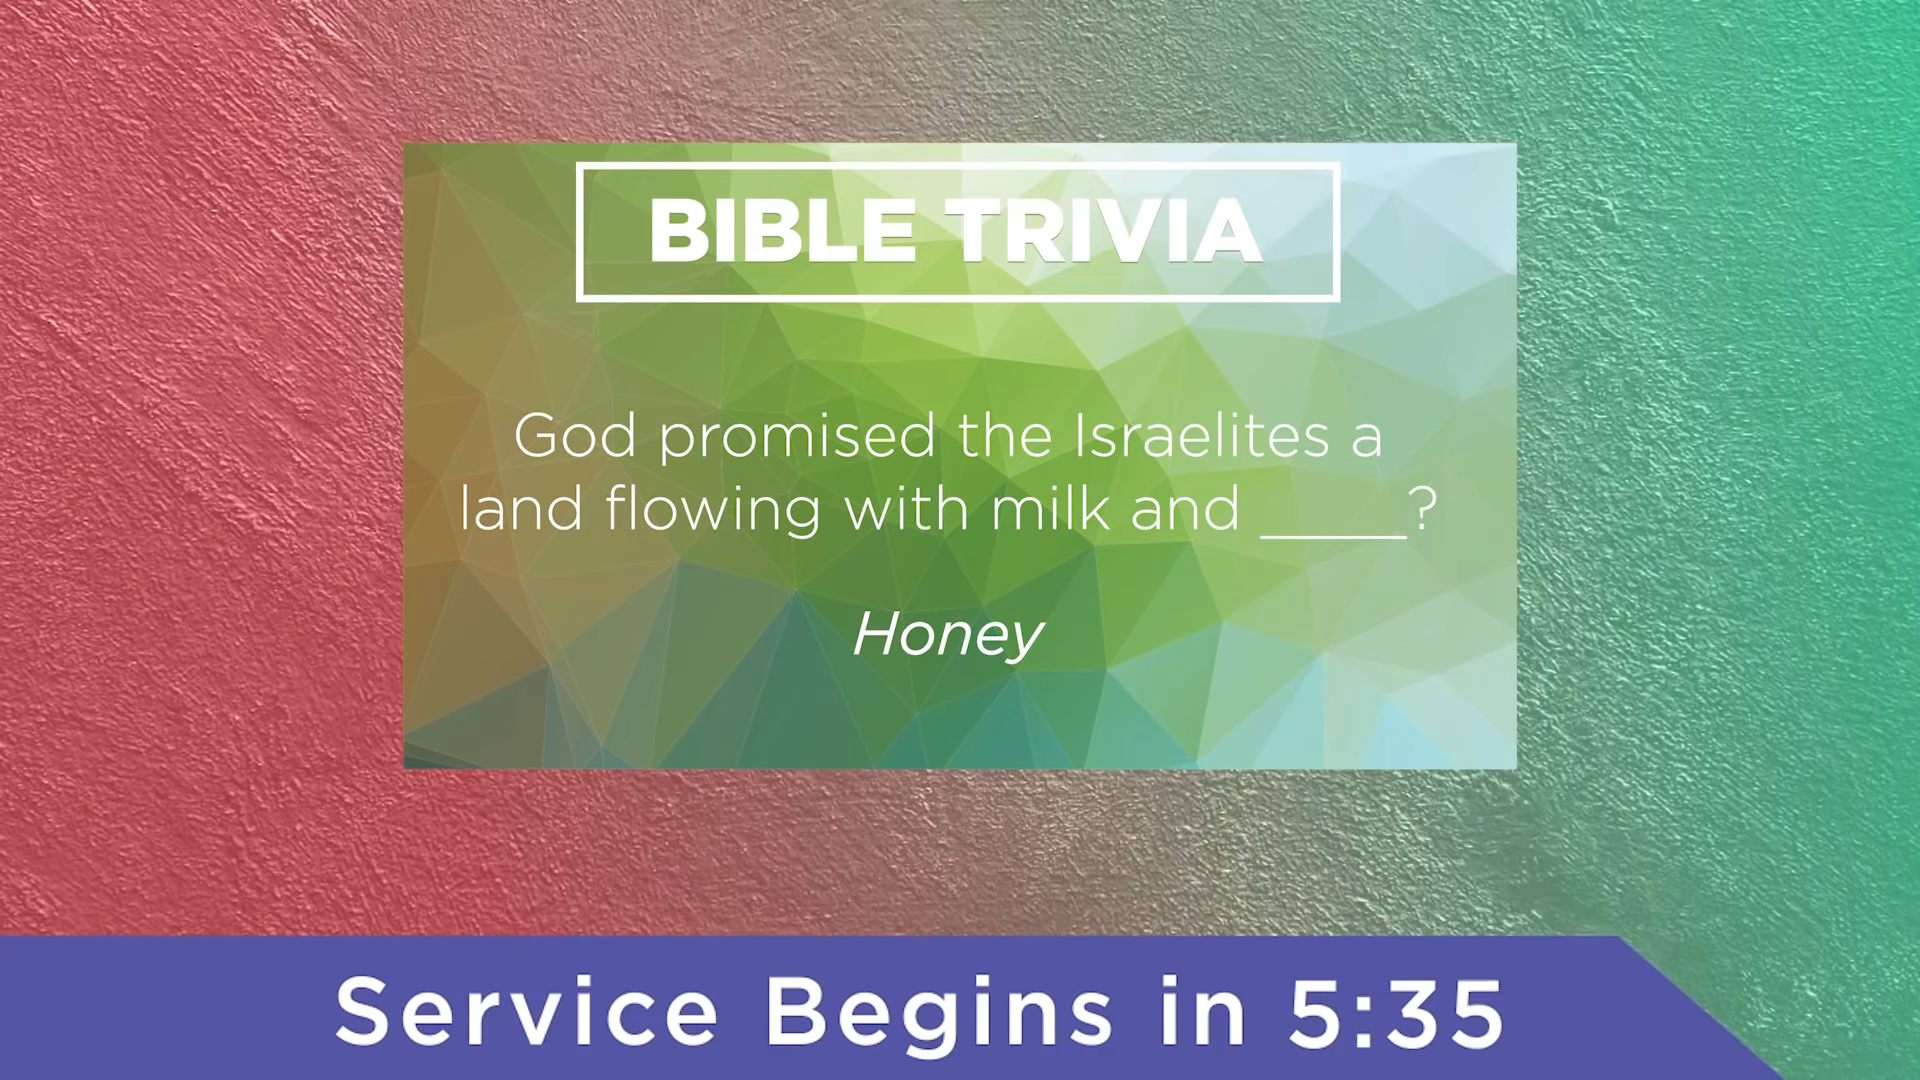 BIBLE TRIVIA
God promised the Israelites a
land flowing with milk and _____?
Honey
Service Begins in 5:35